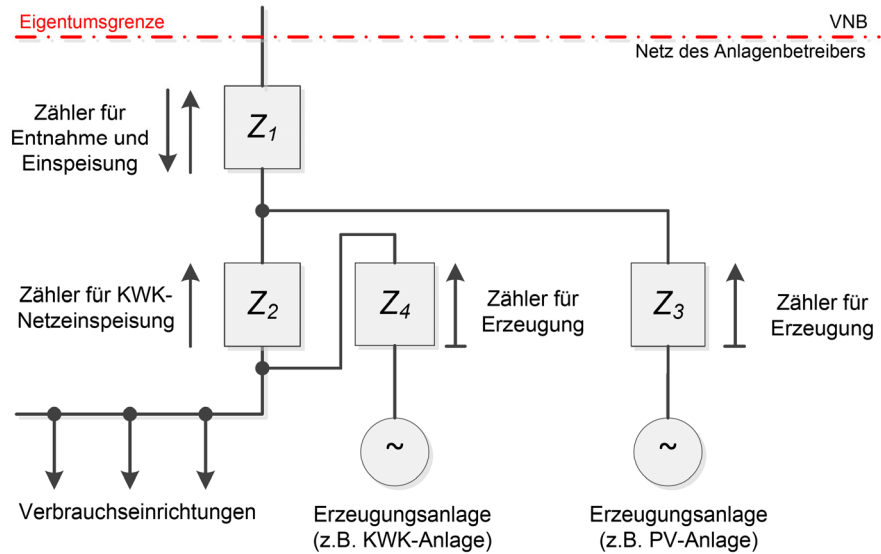 Eigentumsgrenze
VNB
Netz des Anlagenbetreibers
Zähler für
Entnahme und
Einspeisung
Z1
Zähler für KWK-
Netzeinspeisung
Z2
Z4
Zähler für
Erzeugung
Z3
Zähler für
Erzeugung
~
~
Verbrauchseinrichtungen
Erzeugungsanlage
(z.B. KWK-Anlage)
Erzeugungsanlage
(z.B. PV-Anlage)